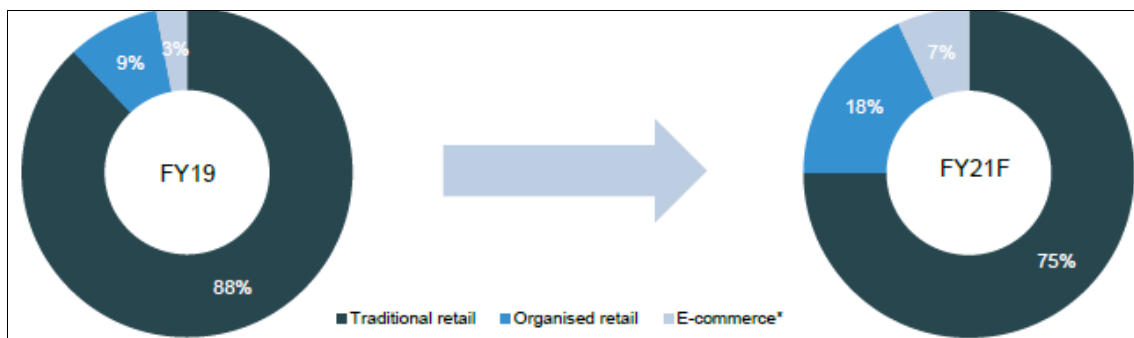 3%
9%
FY19
88%
7%
18%
FY21F
75%
Traditional retail Organised retail E-commerce*